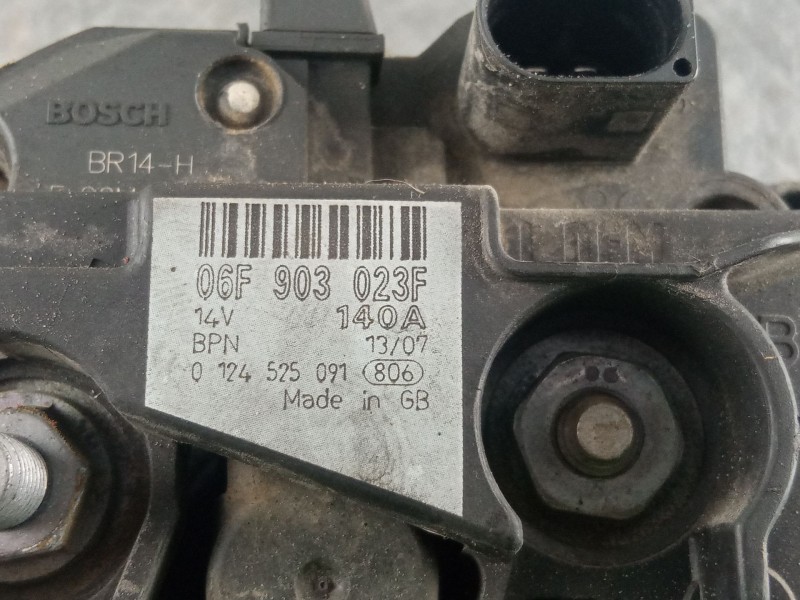 BOSCH
BR14-H
06F 903 023F
14V 140A
BPN 13/07
0 124 525 091 806
Made in GB
B